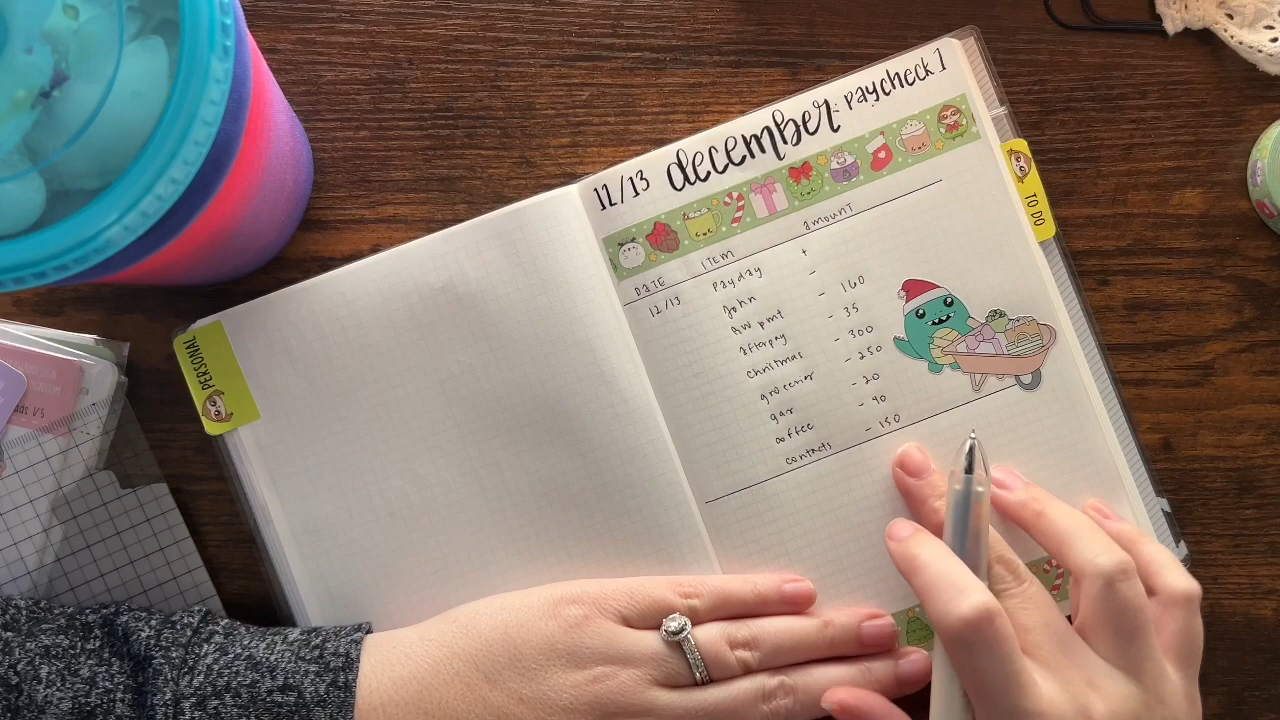 12/13 december: paycheck 1
DATE ITEM amount
12/13 Payday +
John -
AW pmt - 160
afterpay - 35
christmas - 300
groceries - 250
gas - 20
coffee -
contacts - 150
PERSONAL
TO DO